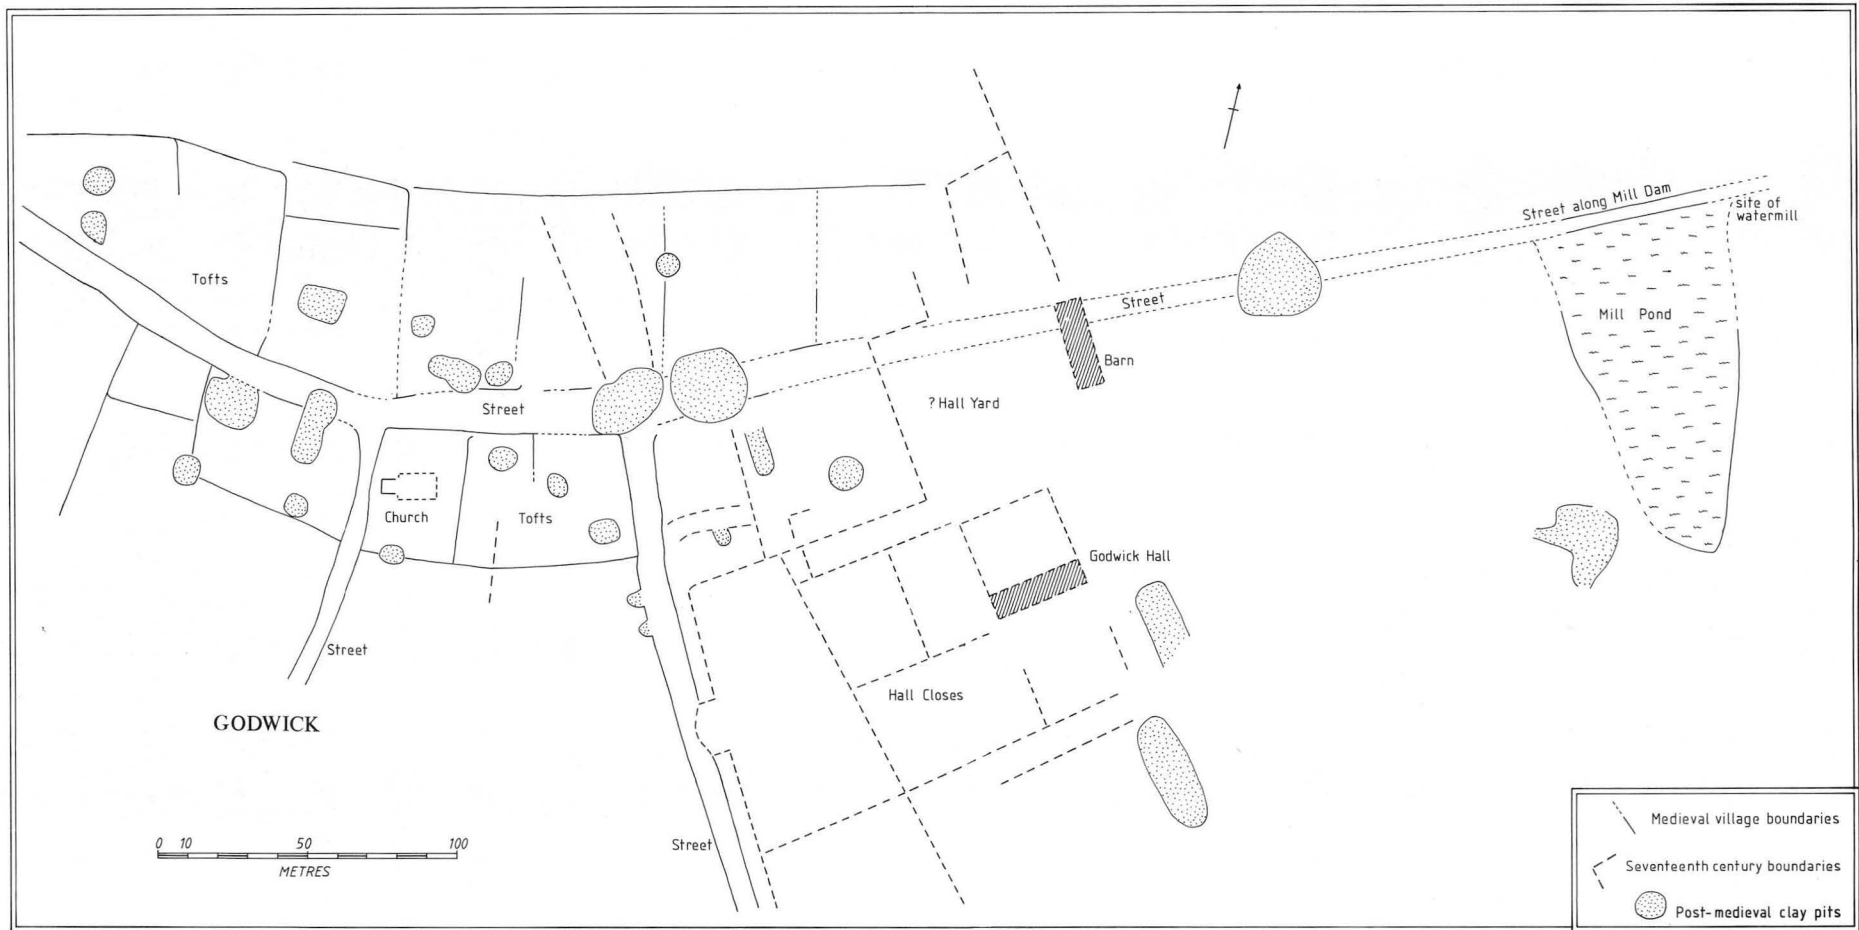 Street along Mill Dam
site of
watermill
Tofts
Street
Mill Pond
Barn
Street
? Hall Yard
Church
Tofts
Godwick Hall
Street
Hall Closes
GODWICK
Street
0 10 50 100
METRES
Medieval village boundaries
Seventeenth century boundaries
Post-medieval clay pits